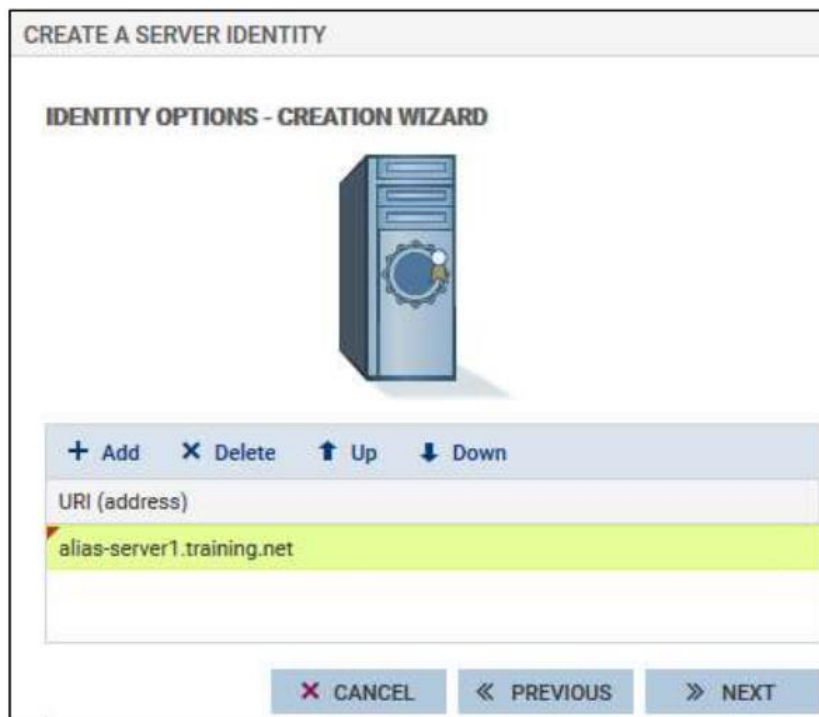 CREATE A SERVER IDENTITY
IDENTITY OPTIONS - CREATION WIZARD
+ Add × Delete ⬆ Up ⬇ Down
URI (address)
alias-server1.training.net
× CANCEL « PREVIOUS » NEXT